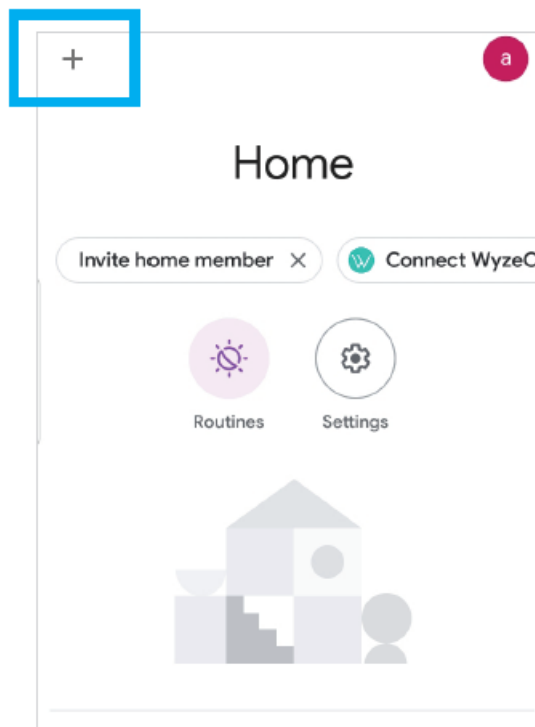 +
a
Home
Invite home member ×
W Connect WyzeC
Routines Settings